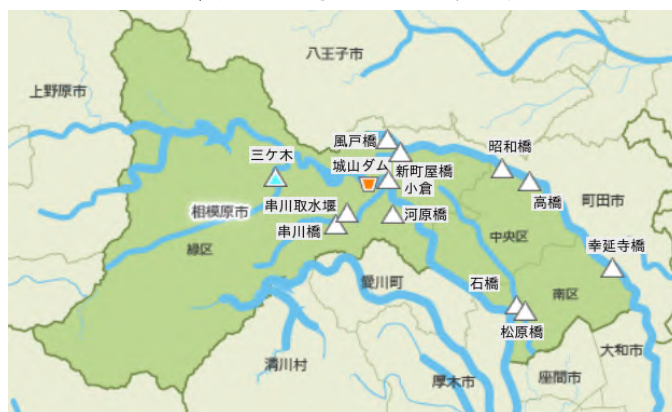 八王子市
上野原市
風戸橋
昭和橋
三ケ木
城山ダム
新町屋橋
小倉
高橋
町田市
相模原市
串川取水堰
河原橋
緑区
串川橋
中央区
幸延寺橋
愛川町
石橋
南区
松原橋
大和市
清川村
厚木市
座間市